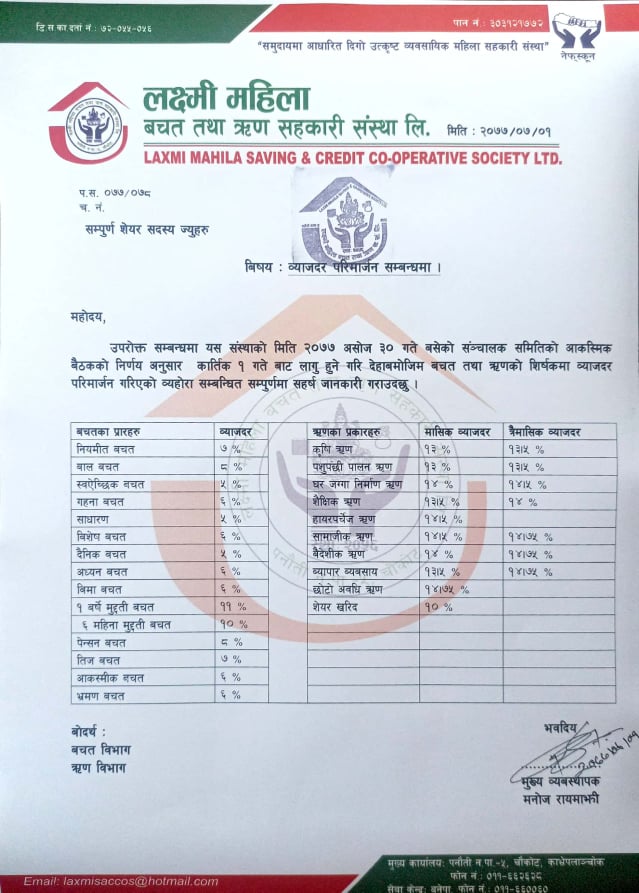 टि.स.का.दर्ता नं : ७२-०५५-०५६
पान नं : ३०३१२१७७२
"समुदायमा आधारित दिगो उत्कृष्ट व्यवसायिक महिला सहकारी संस्था"
नेफ्स्कून
लक्ष्मी महिला
बचत तथा ऋण सहकारी संस्था लि. मिति : २०७७/०७/०१
LAXMI MAHILA SAVING & CREDIT CO-OPERATIVE SOCIETY LTD.
प.स. ०७७/०७८
च. नं.
सम्पुर्ण शेयर सदस्य ज्युहरु
बिषय : ब्याजदर परिमार्जन सम्बन्धमा ।
महोदय,
उपरोक्त सम्बन्धमा यस संस्थाको मिति २०७७ असोज ३० गते बसेको सञ्चालक समितिको आकस्मिक
बैठकको निर्णय अनुसार कार्तिक १ गते बाट लागु हुने गरि देहाबमोजिम बचत तथा ऋणको शिर्षकमा ब्याजदर
परिमार्जन गरिएको व्यहोरा सम्बन्धित सम्पुर्णमा सहर्ष जानकारी गराउदछु ।
बचतका प्रारहरु ब्याजदर ऋणका प्रकारहरु मासिक ब्याजदर त्रैमासिक ब्याजदर
नियमीत बचत ७ % कृषि ऋण १३ % १३।५ %
बाल बचत ८ % पशुपछी पालन ऋण १३ % १३।५ %
स्वऐच्छिक बचत ५ % घर जग्गा निर्माण ऋण १४ % १४।५ %
गहना बचत ६ % शैक्षिक ऋण १३।५ % १४ %
साधारण ५ % हायरपर्चेज ऋण १४।५ %
बिशेष बचत ६ % सामाजीक ऋण १४।५ % १४।७५ %
दैनिक बचत ५ % बैदेशीक ऋण १४ % १४।७५ %
अध्यन बचत ६ % ब्यापार ब्यबसाय १३।५ % १४।७५ %
बिमा बचत ६ % छोटो अवधि ऋण १४।७५ %
१ बर्षे मुद्दती बचत ११ % शेयर खरिद १० %
६ महिना मुद्दती बचत १० %
पेन्सन बचत ८ %
तिज बचत ७ %
आकस्मीक बचत ६ %
भ्रमण बचत ६ %
बोदर्थ :
बचत बिभाग
ऋण बिभाग
भवदिय
मुख्य ब्यबस्थापक
मनोज रायमाझी
Email: laxmisaccos@hotmail.com
मुख्य कार्यालय: पनौती न.पा.-५, चौकोट, काभ्रेपलाञ्चोक
फोन नं : ०११-६६२६२८
सेवा केन्द्र: बनेपा, फोन नं : ०११-६६००७६